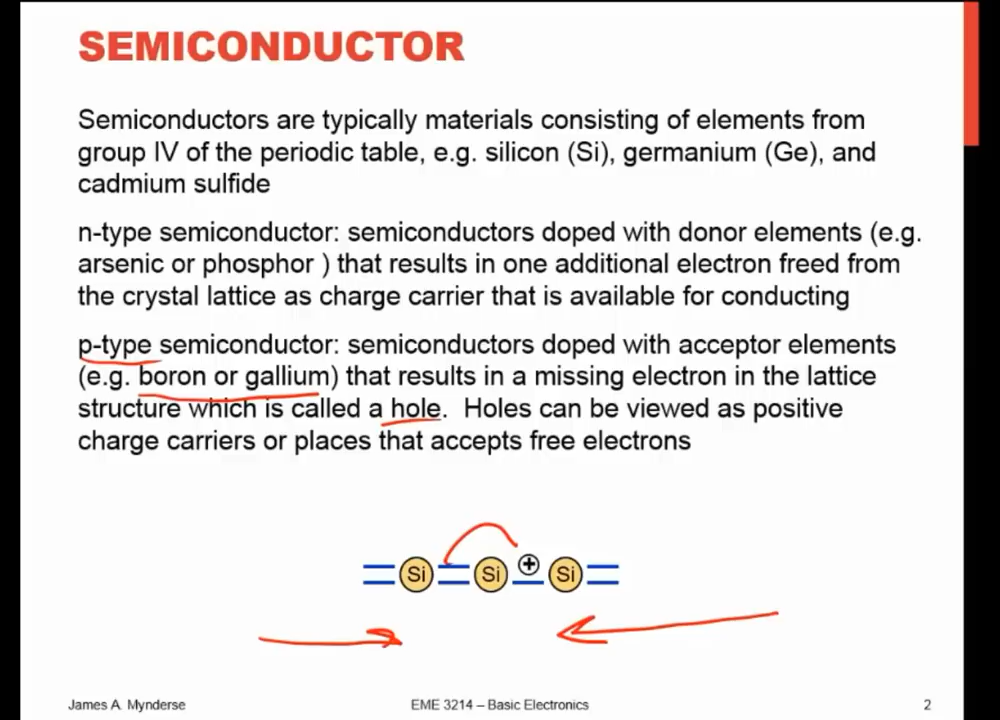 SEMICONDUCTOR
Semiconductors are typically materials consisting of elements from
group IV of the periodic table, e.g. silicon (Si), germanium (Ge), and
cadmium sulfide
n-type semiconductor: semiconductors doped with donor elements (e.g.
arsenic or phosphor ) that results in one additional electron freed from
the crystal lattice as charge carrier that is available for conducting
p-type semiconductor: semiconductors doped with acceptor elements
(e.g. boron or gallium) that results in a missing electron in the lattice
structure which is called a hole. Holes can be viewed as positive
charge carriers or places that accepts free electrons
Si Si + Si
James A. Mynderse EME 3214 – Basic Electronics 2